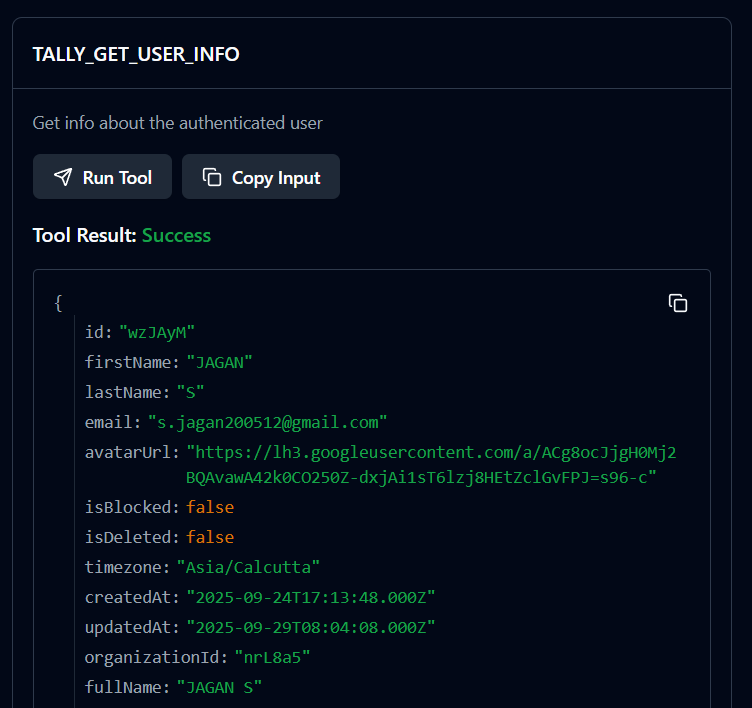 TALLY_GET_USER_INFO
Get info about the authenticated user
Run Tool Copy Input
Tool Result: Success
{
id: "wzJAyM"
firstName: "JAGAN"
lastName: "S"
email: "s.jagan200512@gmail.com"
avatarUrl: "https://lh3.googleusercontent.com/a/ACg8ocJjgH0Mj2
BQAvawA42k0CO250Z-dxjAi1sT6lzj8HEtZclGvFPJ=s96-c"
isBlocked: false
isDeleted: false
timezone: "Asia/Calcutta"
createdAt: "2025-09-24T17:13:48.000Z"
updatedAt: "2025-09-29T08:04:08.000Z"
organizationId: "nrL8a5"
fullName: "JAGAN S"